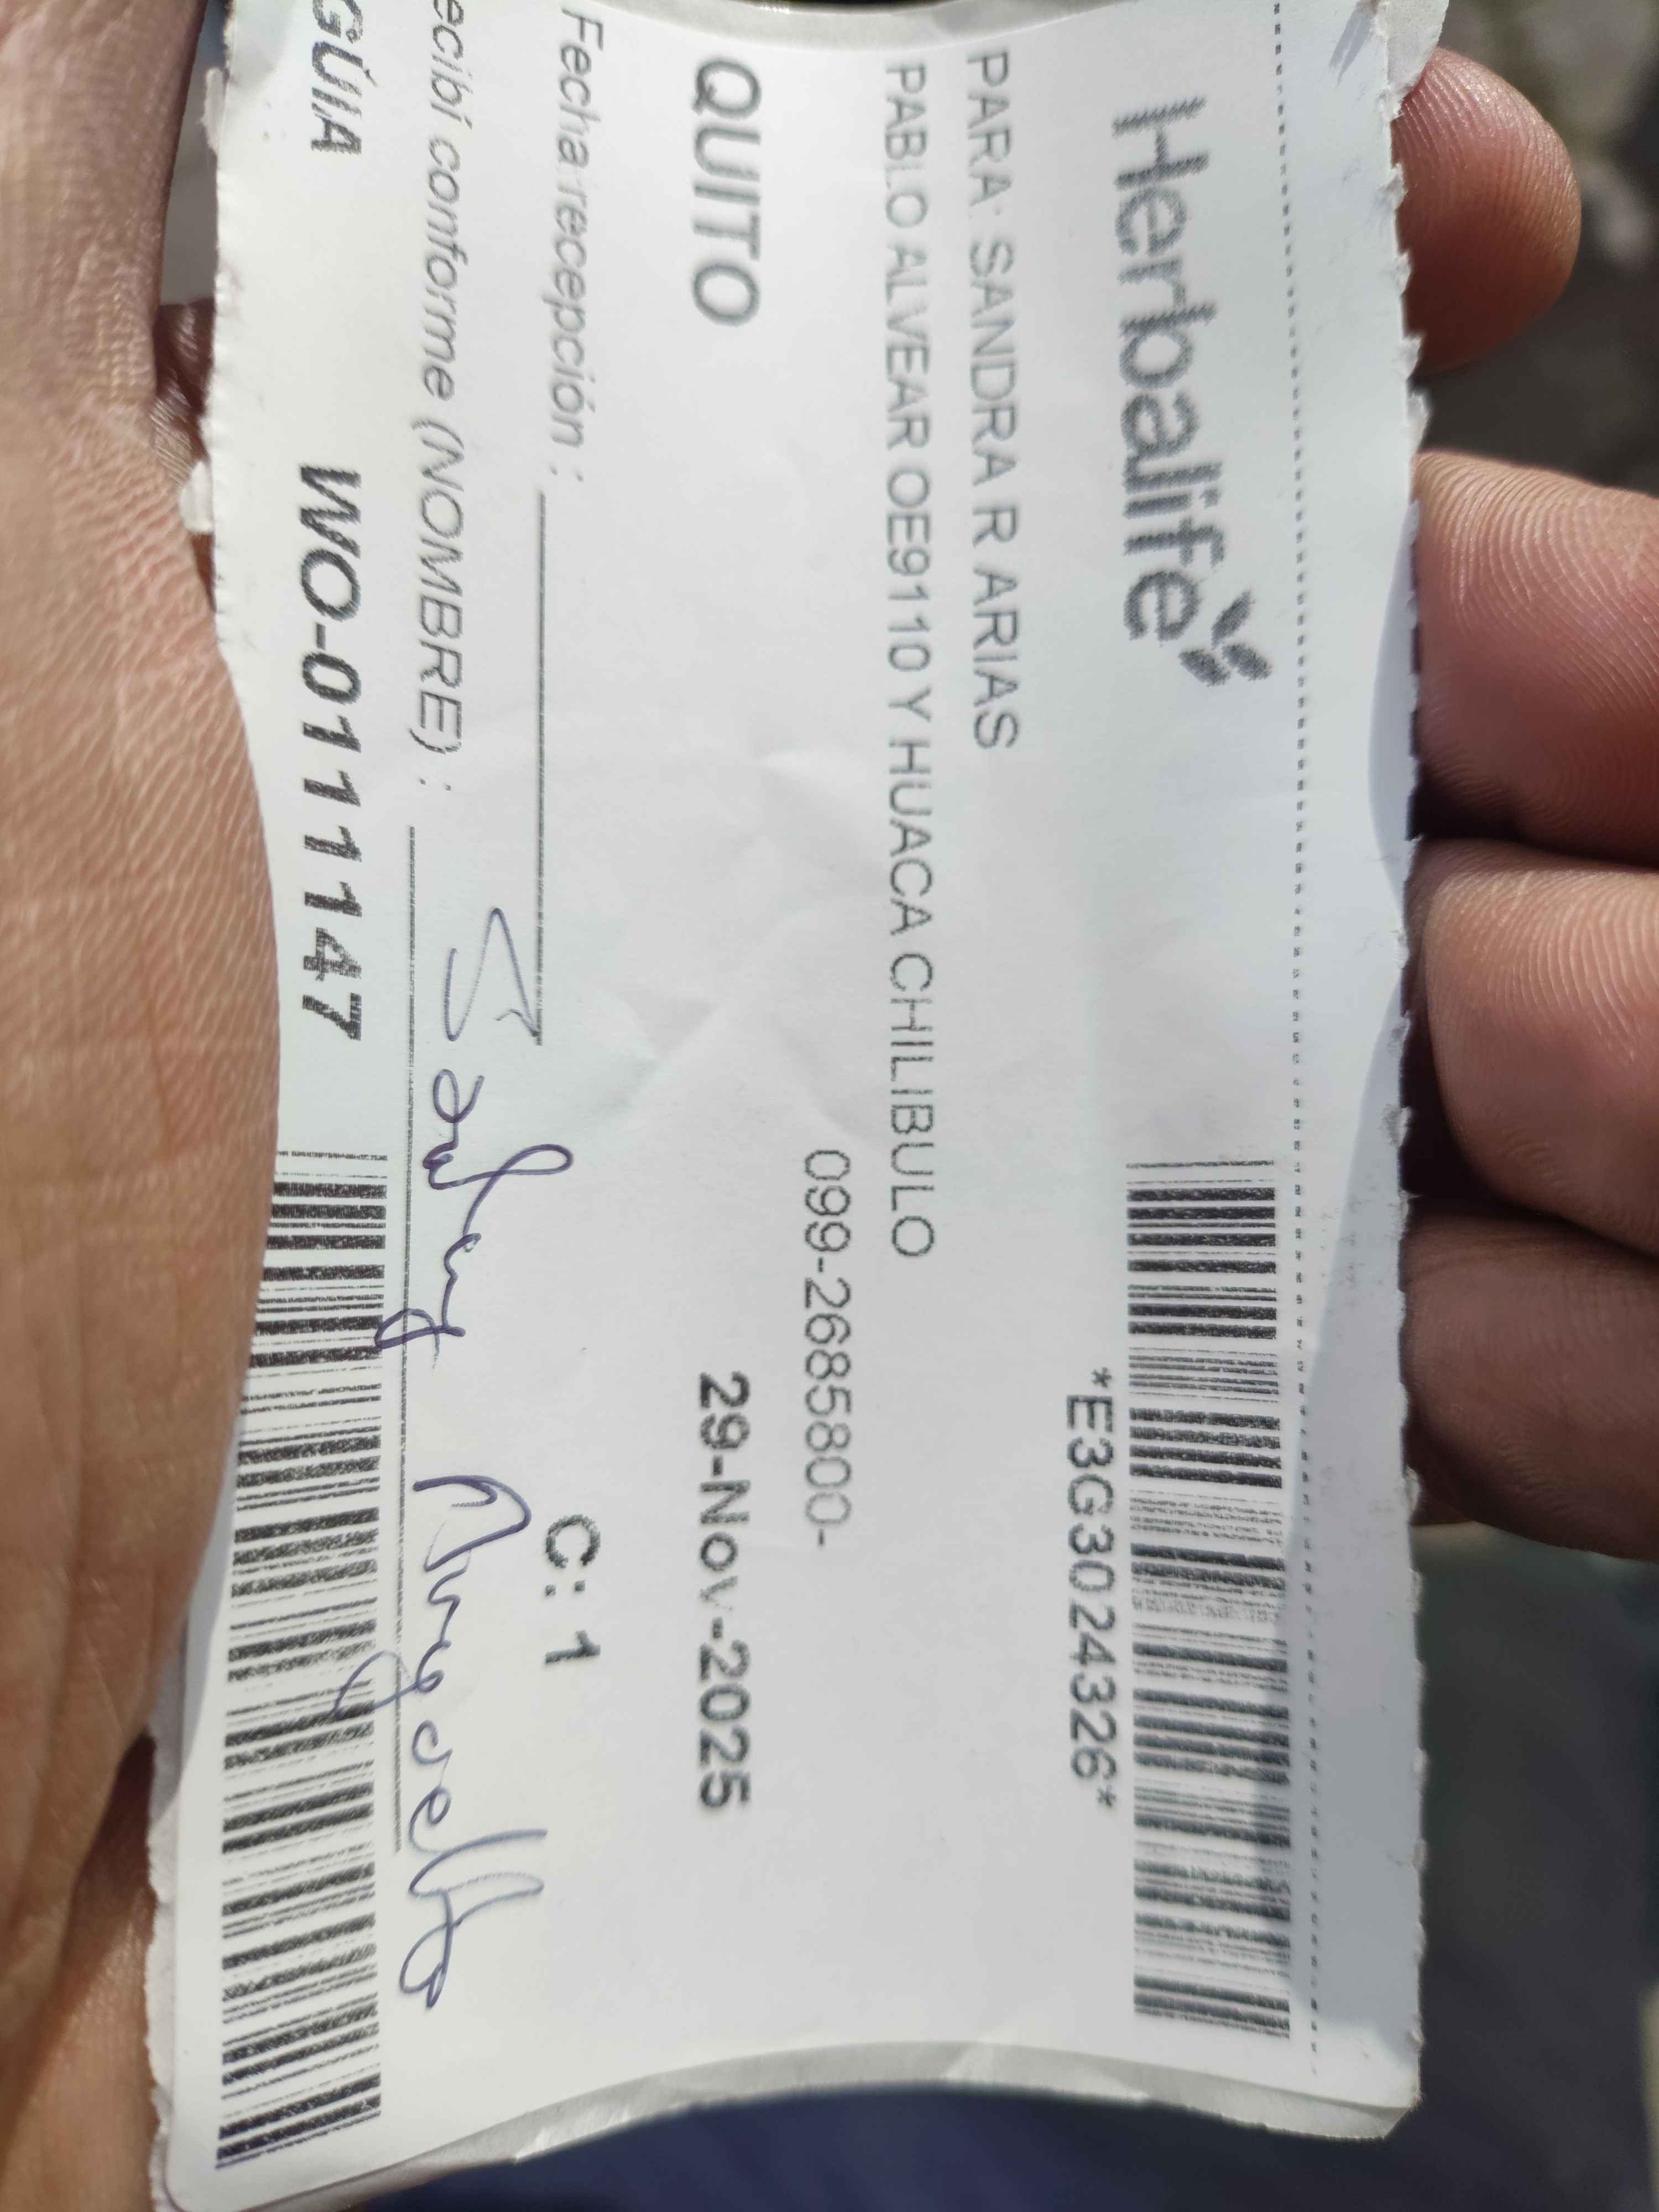 Herbalife
*E3G3024326*
PARA: SANDRA R ARIAS
PABLO ALVEAR OE9110 Y HUACA CHILIBULO
099-2685800-
QUITO 29-Nov-2025
Fecha recepción : C: 1
ecibí conforme (NOMBRE) :
GÚIA WO-0111147